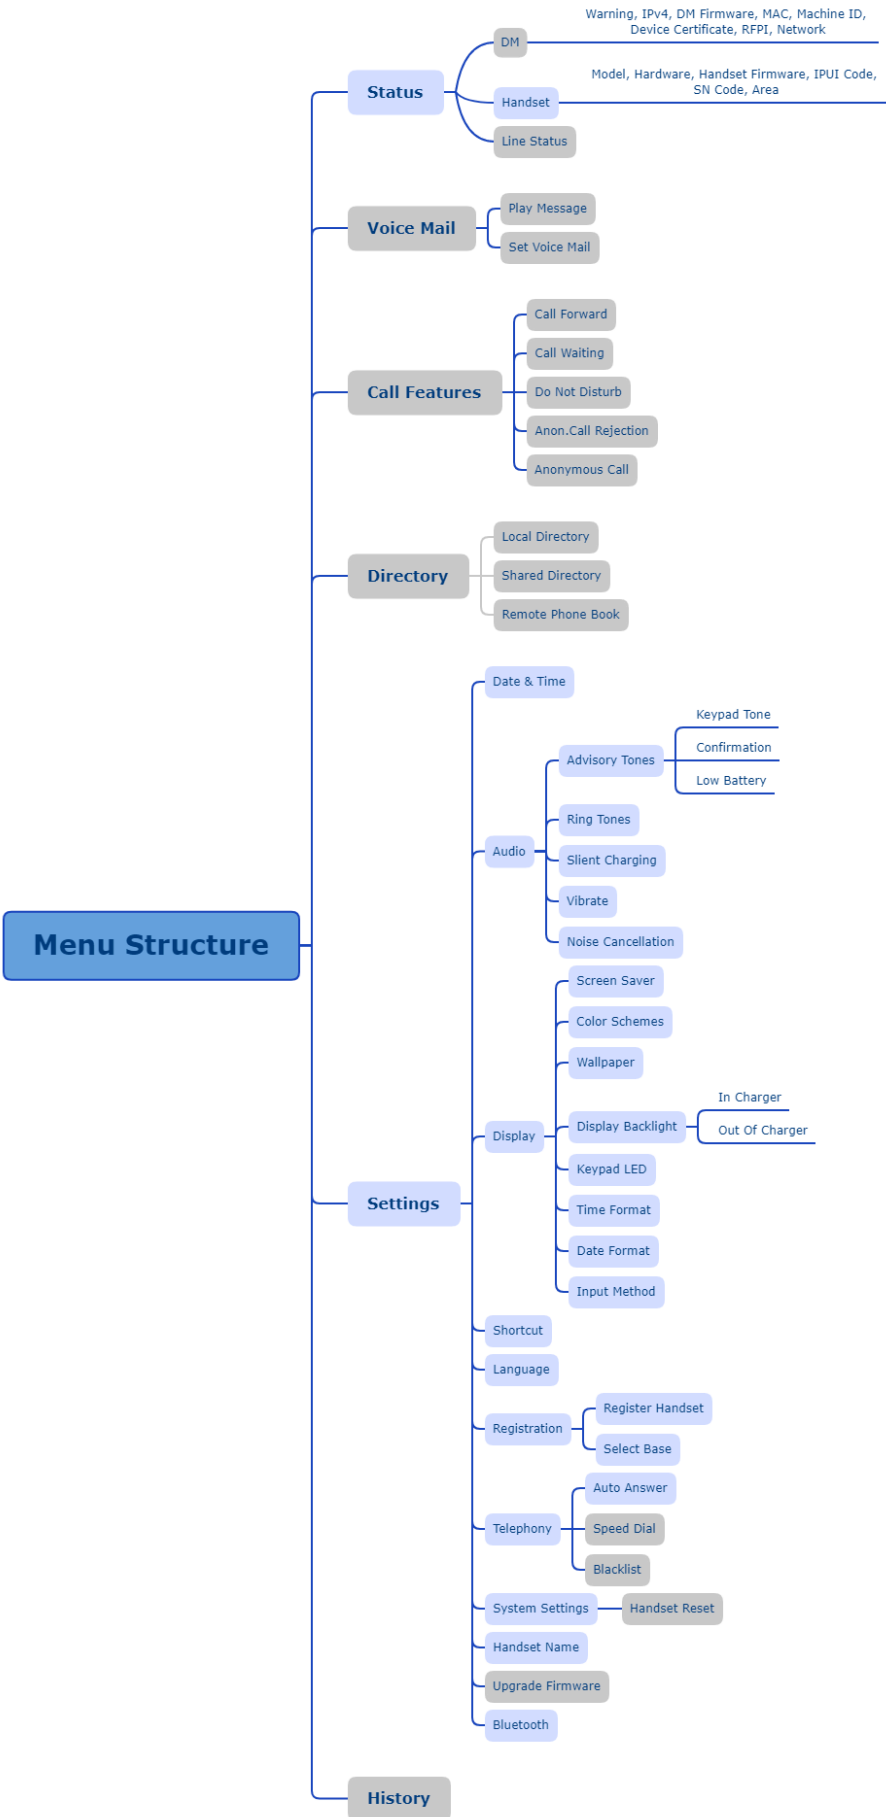 Warning, IPv4, DM Firmware, MAC, Machine ID,
Device Certificate, RFPI, Network
DM
Model, Hardware, Handset Firmware, IPUI Code,
SN Code, Area
Status
Handset
Line Status
Play Message
Voice Mail
Set Voice Mail
Call Forward
Call Waiting
Call Features
Do Not Disturb
Anon.Call Rejection
Anonymous Call
Local Directory
Directory
Shared Directory
Remote Phone Book
Date & Time
Keypad Tone
Confirmation
Advisory Tones
Low Battery
Ring Tones
Audio
Slient Charging
Vibrate
Noise Cancellation
Menu Structure
Screen Saver
Color Schemes
Wallpaper
In Charger
Display Backlight
Out Of Charger
Display
Keypad LED
Settings
Time Format
Date Format
Input Method
Shortcut
Language
Register Handset
Registration
Select Base
Auto Answer
Telephony
Speed Dial
Blacklist
System Settings
Handset Reset
Handset Name
Upgrade Firmware
Bluetooth
History